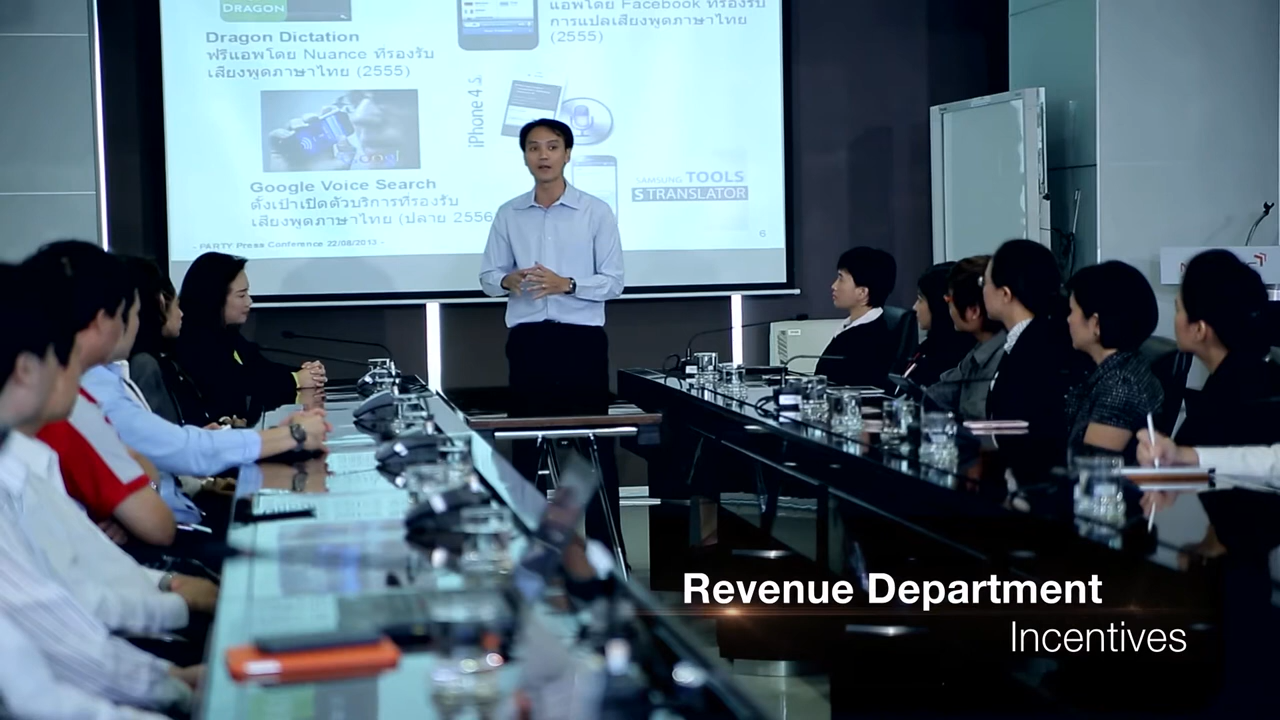 DRAGON
Dragon Dictation
ฟรีแอพโดย Nuance ที่รองรับ
เสียงพูดภาษาไทย (2555)
แอพโดย Facebook ที่รองรับ
การแปลเสียงพูดภาษาไทย
(2555)
iPhone 4S
Google Voice Search
ตั้งเป้าเปิดตัวบริการที่รองรับ
เสียงพูดภาษาไทย (ปลาย 2556
SAMSUNG TOOLS
S TRANSLATOR
- PARTY Press Conference 22/08/2013 -
6
Revenue Department
Incentives